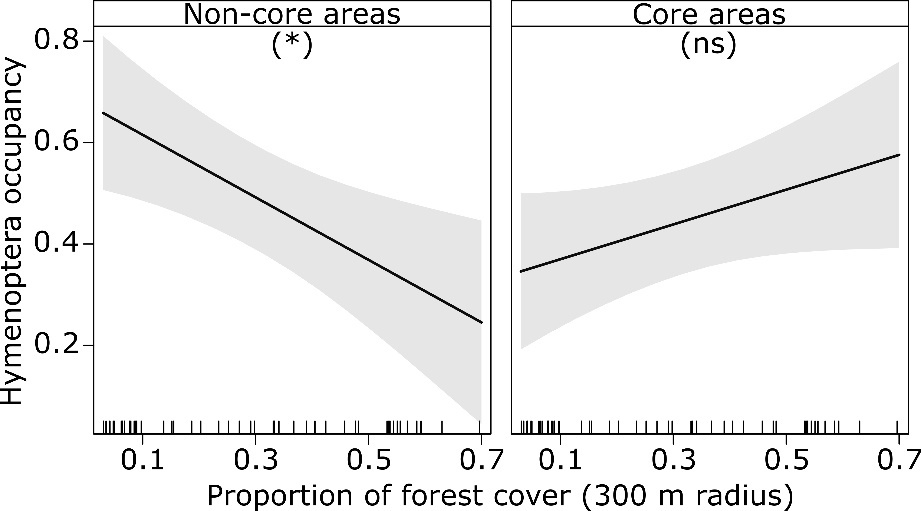 Non-core areas
Core areas
(*)
(ns)
Hymenoptera occupancy
0.8
0.6
0.4
0.2
0.1 0.3 0.5 0.7
0.1 0.3 0.5 0.7
Proportion of forest cover (300 m radius)